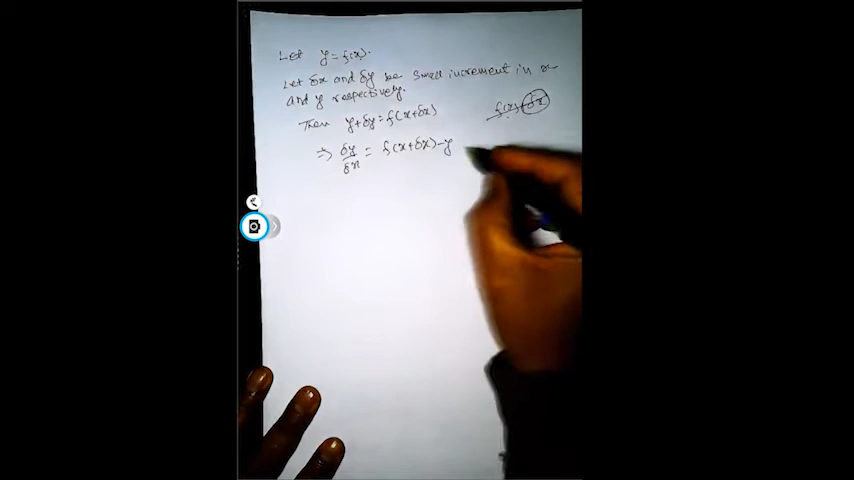 Let y = f(x).
Let δx and δy be small increment in x
and y respectively.
Then y+δy = f(x+δx)
f(x)+δx
⇒ δy/δx = f(x+δx)-y